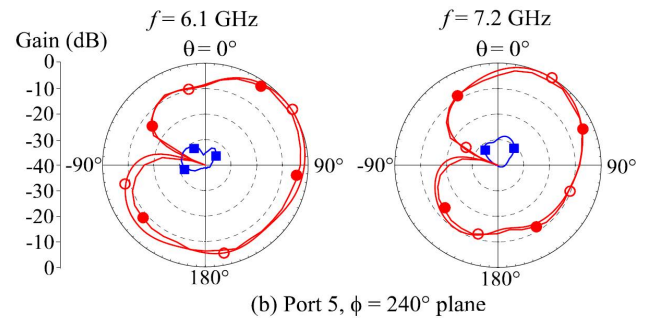 f = 6.1 GHz
f = 7.2 GHz
Gain (dB)
θ = 0°
θ = 0°
0
-10
-20
-30
-40
-30
-20
-10
0
-90°
90°
-90°
90°
180°
180°
(b) Port 5, ϕ = 240° plane